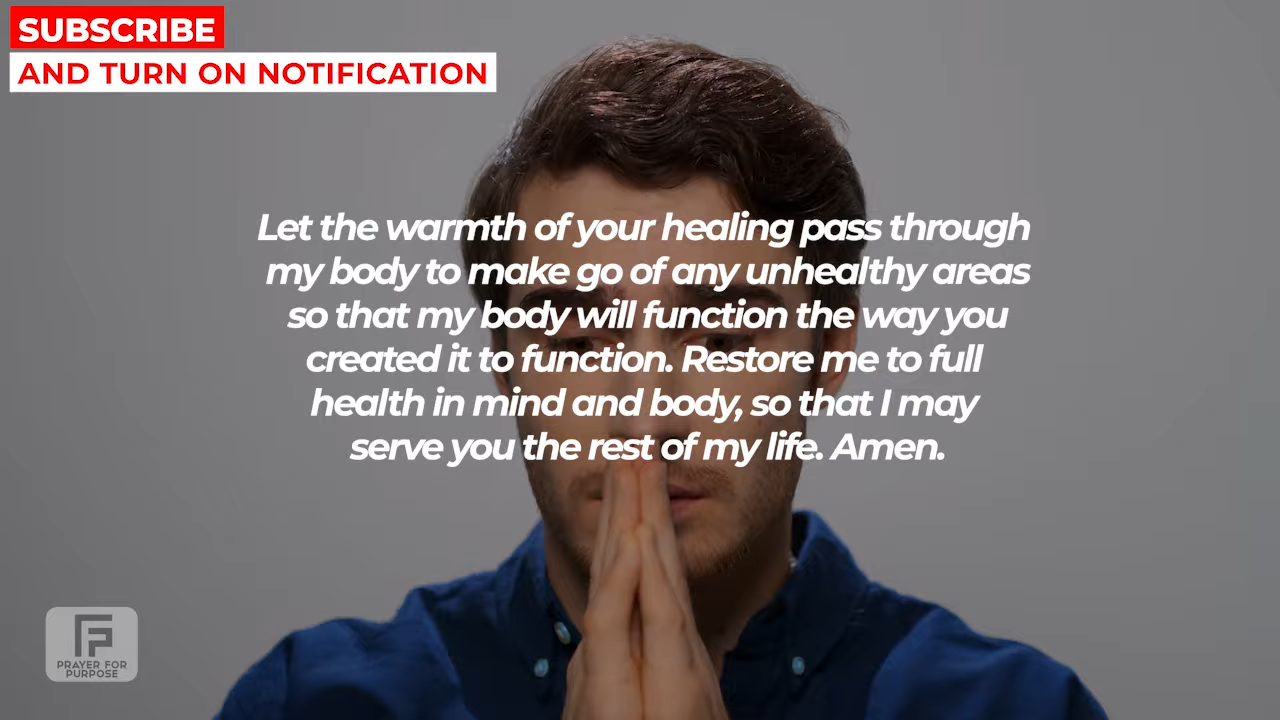 SUBSCRIBE
AND TURN ON NOTIFICATION
Let the warmth of your healing pass through
my body to make go of any unhealthy areas
so that my body will function the way you
created it to function. Restore me to full
health in mind and body, so that I may
serve you the rest of my life. Amen.
PRAYER FOR
PURPOSE